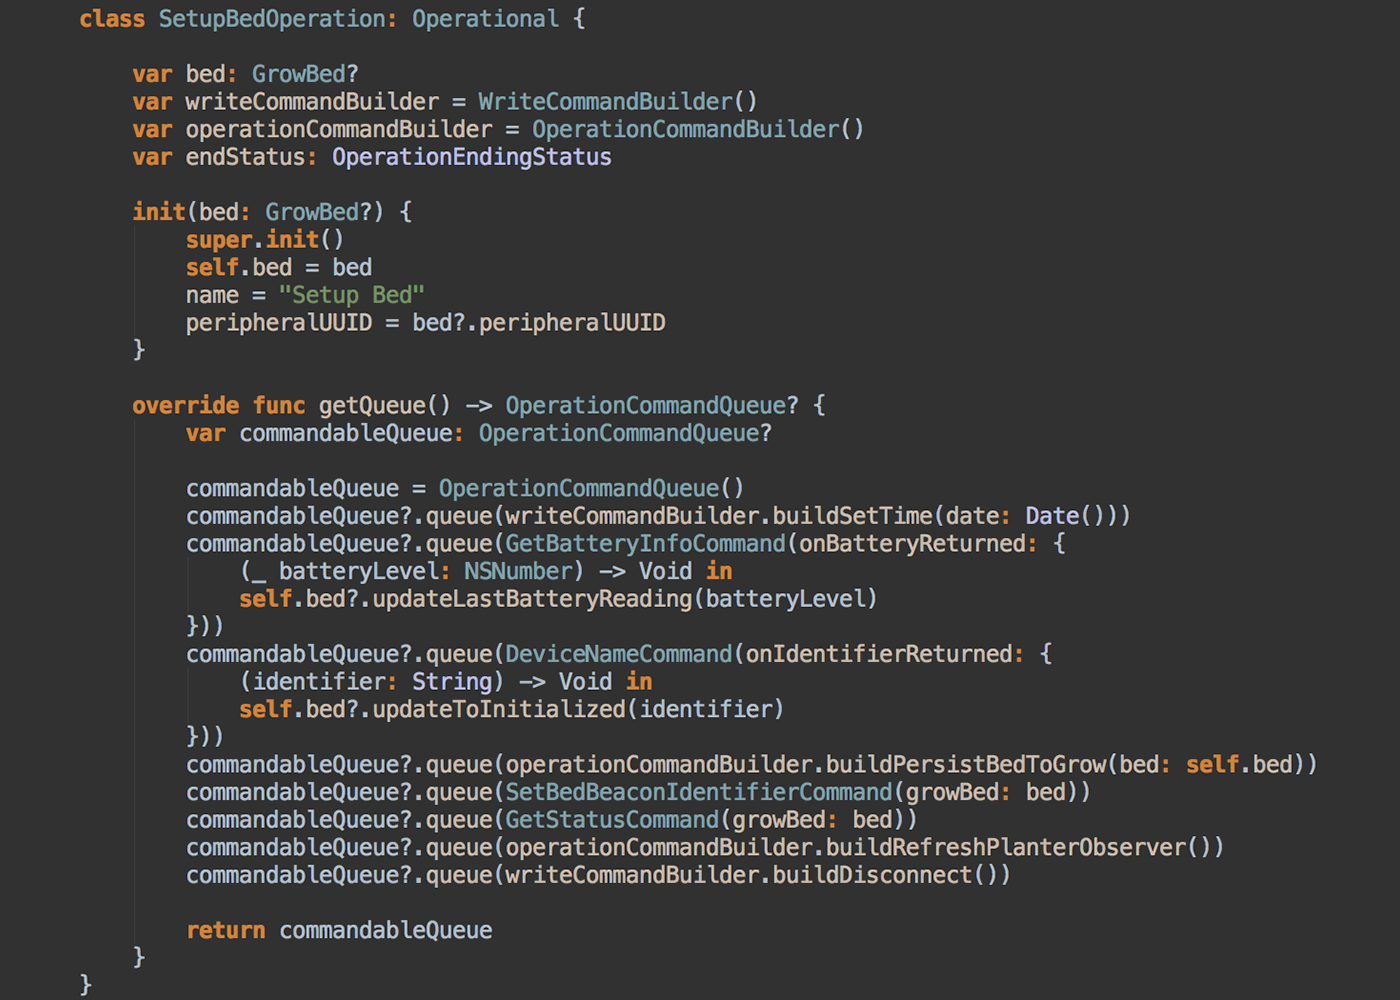 class SetupBedOperation: Operational {
var bed: GrowBed?
var writeCommandBuilder = WriteCommandBuilder()
var operationCommandBuilder = OperationCommandBuilder()
var endStatus: OperationEndingStatus
init(bed: GrowBed?) {
super.init()
self.bed = bed
name = "Setup Bed"
peripheralUUID = bed?.peripheralUUID
}
override func getQueue() -> OperationCommandQueue? {
var commandableQueue: OperationCommandQueue?
commandableQueue = OperationCommandQueue()
commandableQueue?.queue(writeCommandBuilder.buildSetTime(date: Date()))
commandableQueue?.queue(GetBatteryInfoCommand(onBatteryReturned: {
(_ batteryLevel: NSNumber) -> Void in
self.bed?.updateLastBatteryReading(batteryLevel)
}))
commandableQueue?.queue(DeviceNameCommand(onIdentifierReturned: {
(identifier: String) -> Void in
self.bed?.updateToInitialized(identifier)
}))
commandableQueue?.queue(operationCommandBuilder.buildPersistBedToGrow(bed: self.bed))
commandableQueue?.queue(SetBedBeaconIdentifierCommand(growBed: bed))
commandableQueue?.queue(GetStatusCommand(growBed: bed))
commandableQueue?.queue(operationCommandBuilder.buildRefreshPlanterObserver())
commandableQueue?.queue(writeCommandBuilder.buildDisconnect())
return commandableQueue
}
}